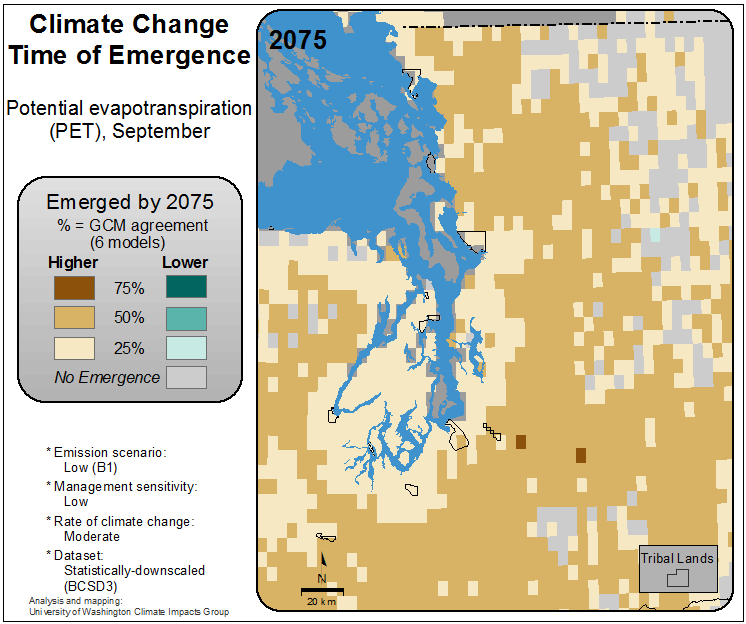 Climate Change
Time of Emergence
Potential evapotranspiration
(PET), September
Emerged by 2075
% = GCM agreement
(6 models)
Higher Lower
75%
50%
25%
No Emergence
* Emission scenario:
Low (B1)
* Management sensitivity:
Low
* Rate of climate change:
Moderate
* Dataset:
Statistically-downscaled
(BCSD3)
Analysis and mapping:
University of Washington Climate Impacts Group
2075
N
20 km
Tribal Lands